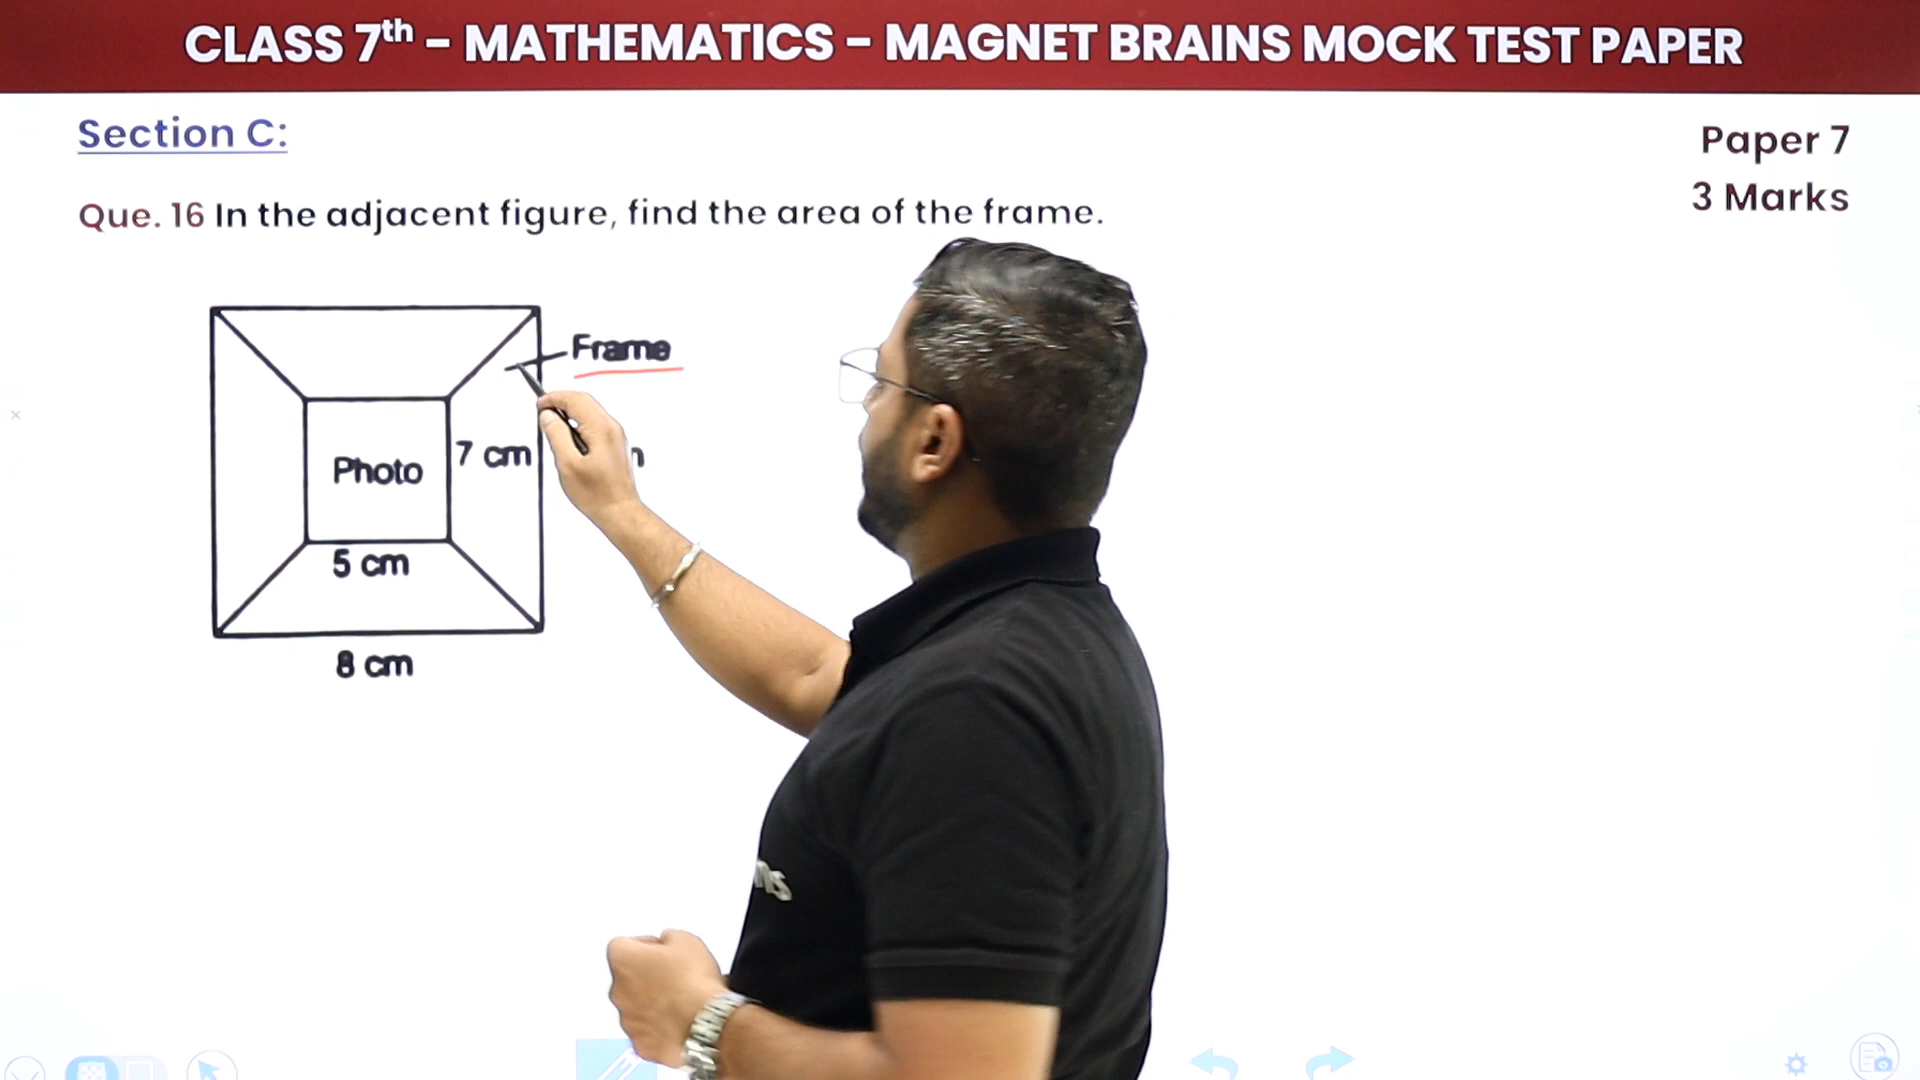 CLASS 7th - MATHEMATICS - MAGNET BRAINS MOCK TEST PAPER
Section C:
Paper 7
3 Marks
Que. 16 In the adjacent figure, find the area of the frame.
Frame
7 cm
Photo
5 cm
8 cm